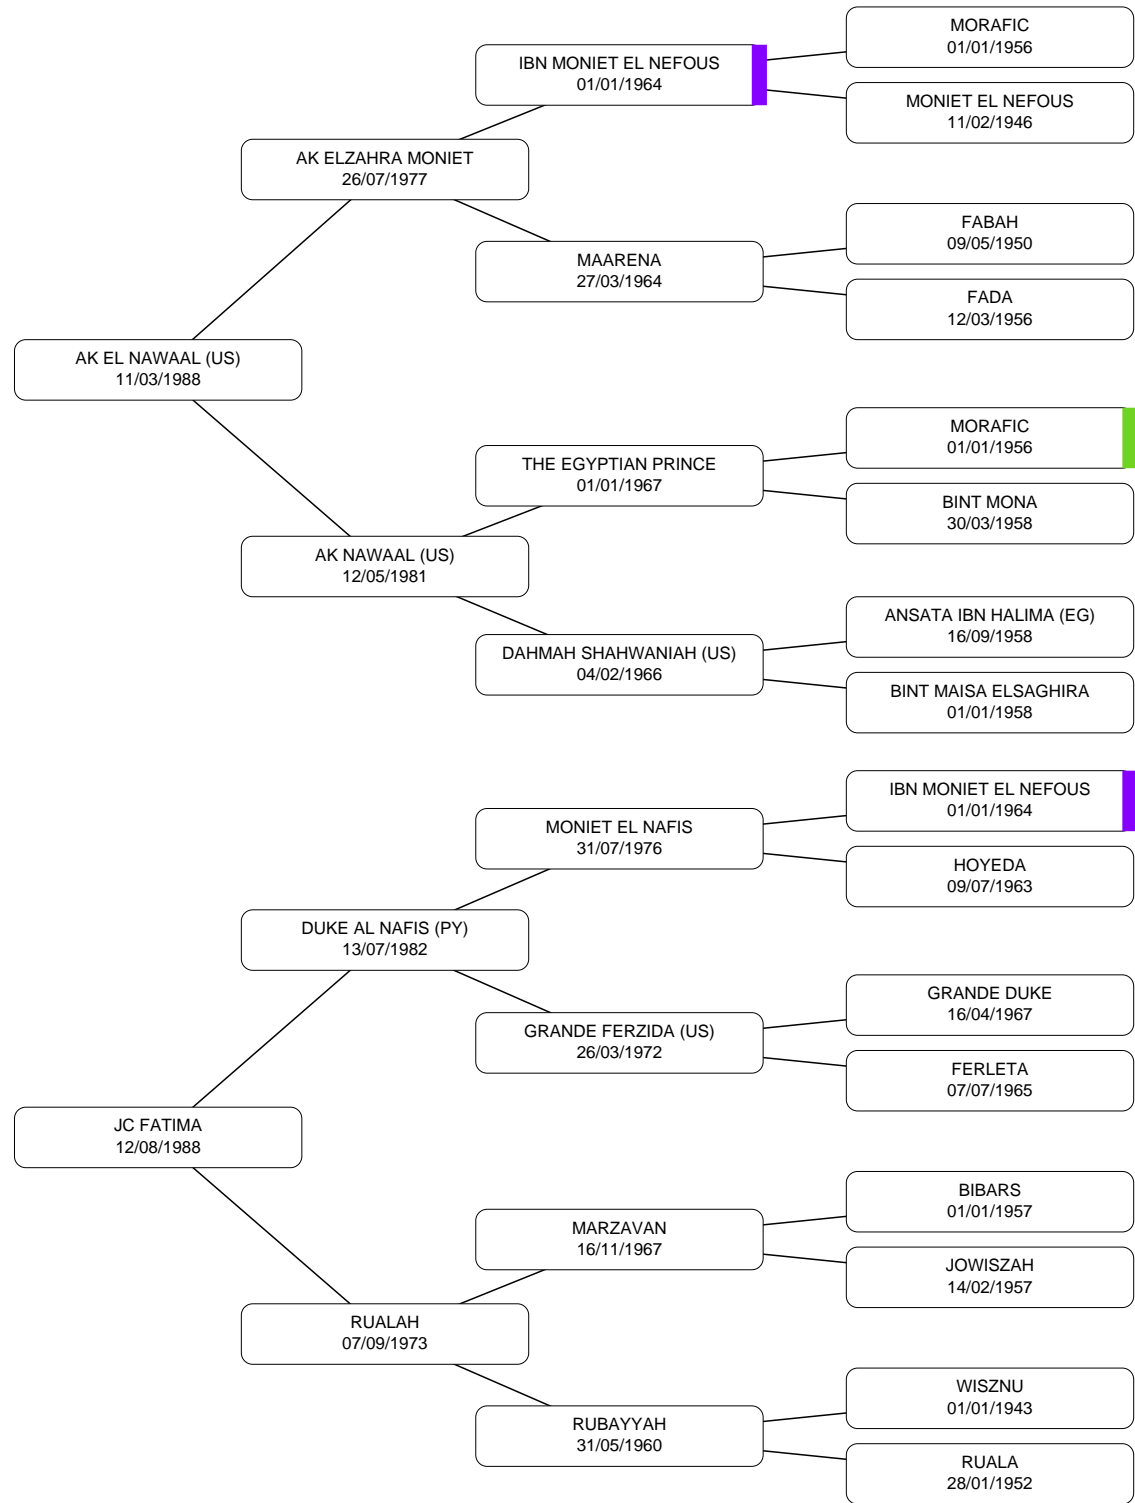 MORAFIC
01/01/1956
IBN MONIET EL NEFOUS
01/01/1964
MONIET EL NEFOUS
11/02/1946
AK ELZAHRA MONIET
26/07/1977
FABAH
09/05/1950
MAARENA
27/03/1964
FADA
12/03/1956
AK EL NAWAAL (US)
11/03/1988
MORAFIC
01/01/1956
THE EGYPTIAN PRINCE
01/01/1967
BINT MONA
30/03/1958
AK NAWAAL (US)
12/05/1981
ANSATA IBN HALIMA (EG)
16/09/1958
DAHMAH SHAHWANIAH (US)
04/02/1966
BINT MAISA ELSAGHIRA
01/01/1958
IBN MONIET EL NEFOUS
01/01/1964
MONIET EL NAFIS
31/07/1976
HOYEDA
09/07/1963
DUKE AL NAFIS (PY)
13/07/1982
GRANDE DUKE
16/04/1967
GRANDE FERZIDA (US)
26/03/1972
FERLETA
07/07/1965
JC FATIMA
12/08/1988
BIBARS
01/01/1957
MARZAVAN
16/11/1967
JOWISZAH
14/02/1957
RUALAH
07/09/1973
WISZNU
01/01/1943
RUBAYYAH
31/05/1960
RUALA
28/01/1952